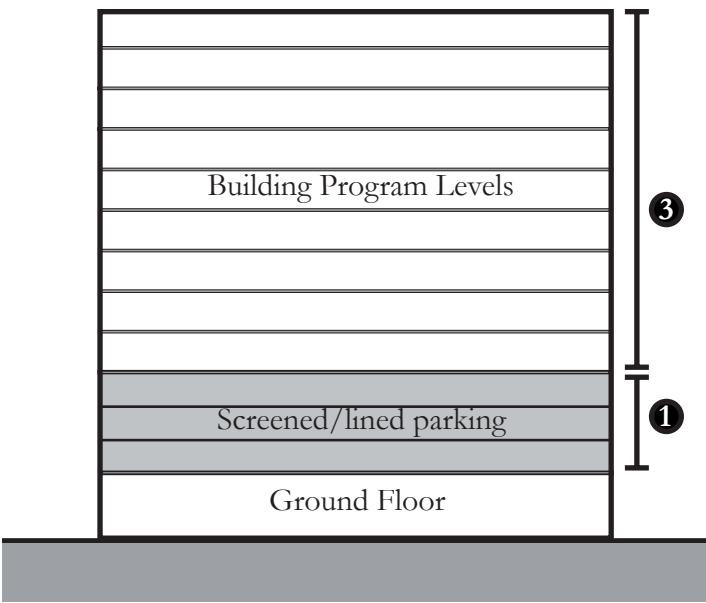 Building Program Levels
3
Screened/lined parking
1
Ground Floor